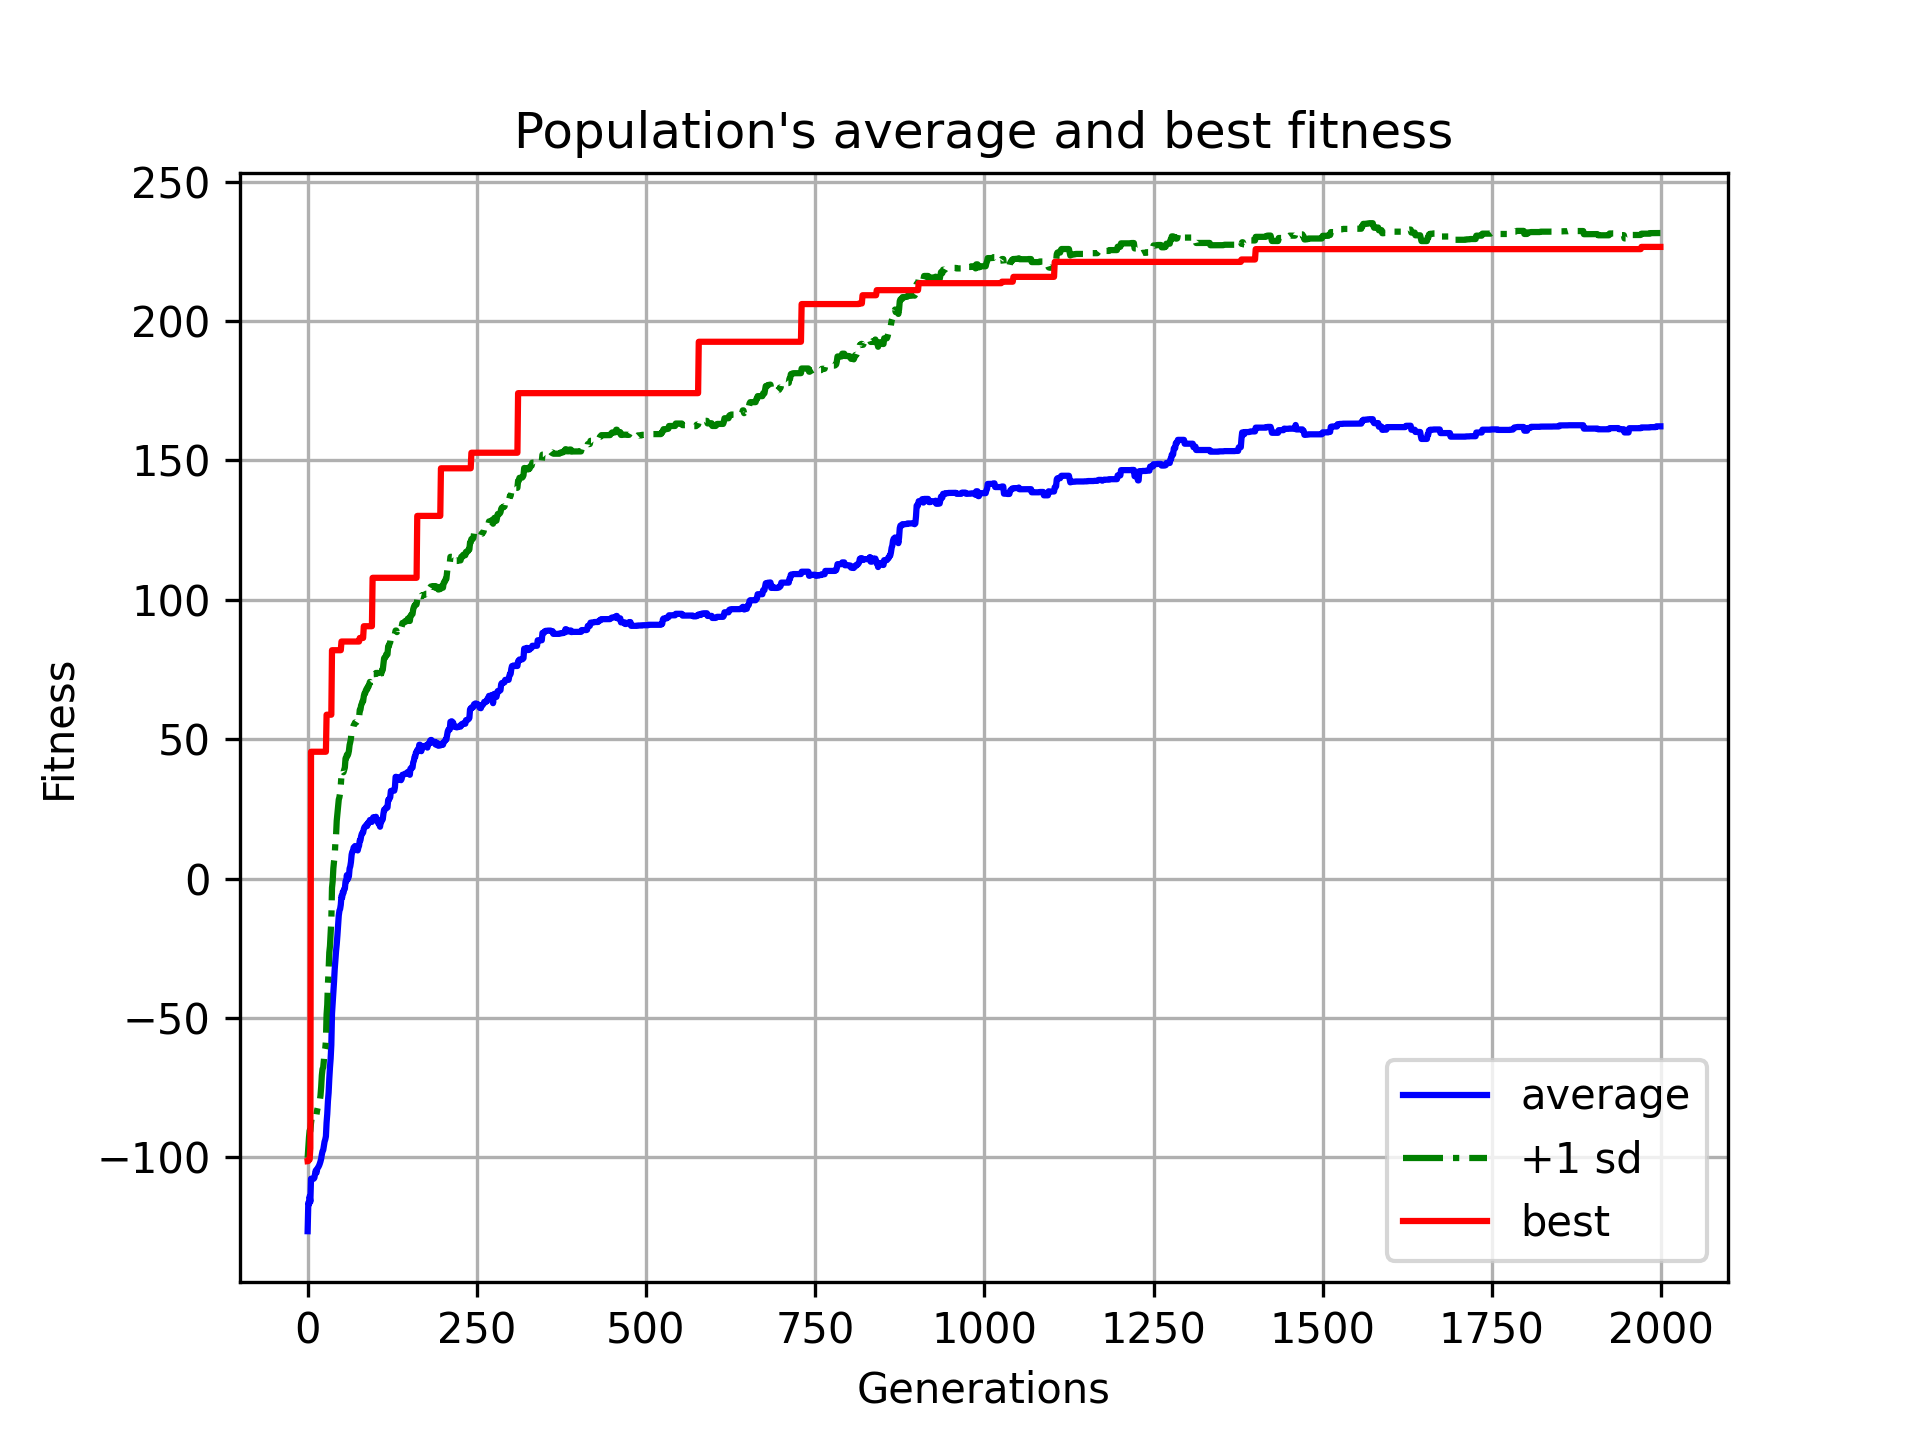 Population's average and best fitness
250
200
150
100
50
0
−50
−100
Fitness
0 250 500 750 1000 1250 1500 1750 2000
Generations
average
+1 sd
best